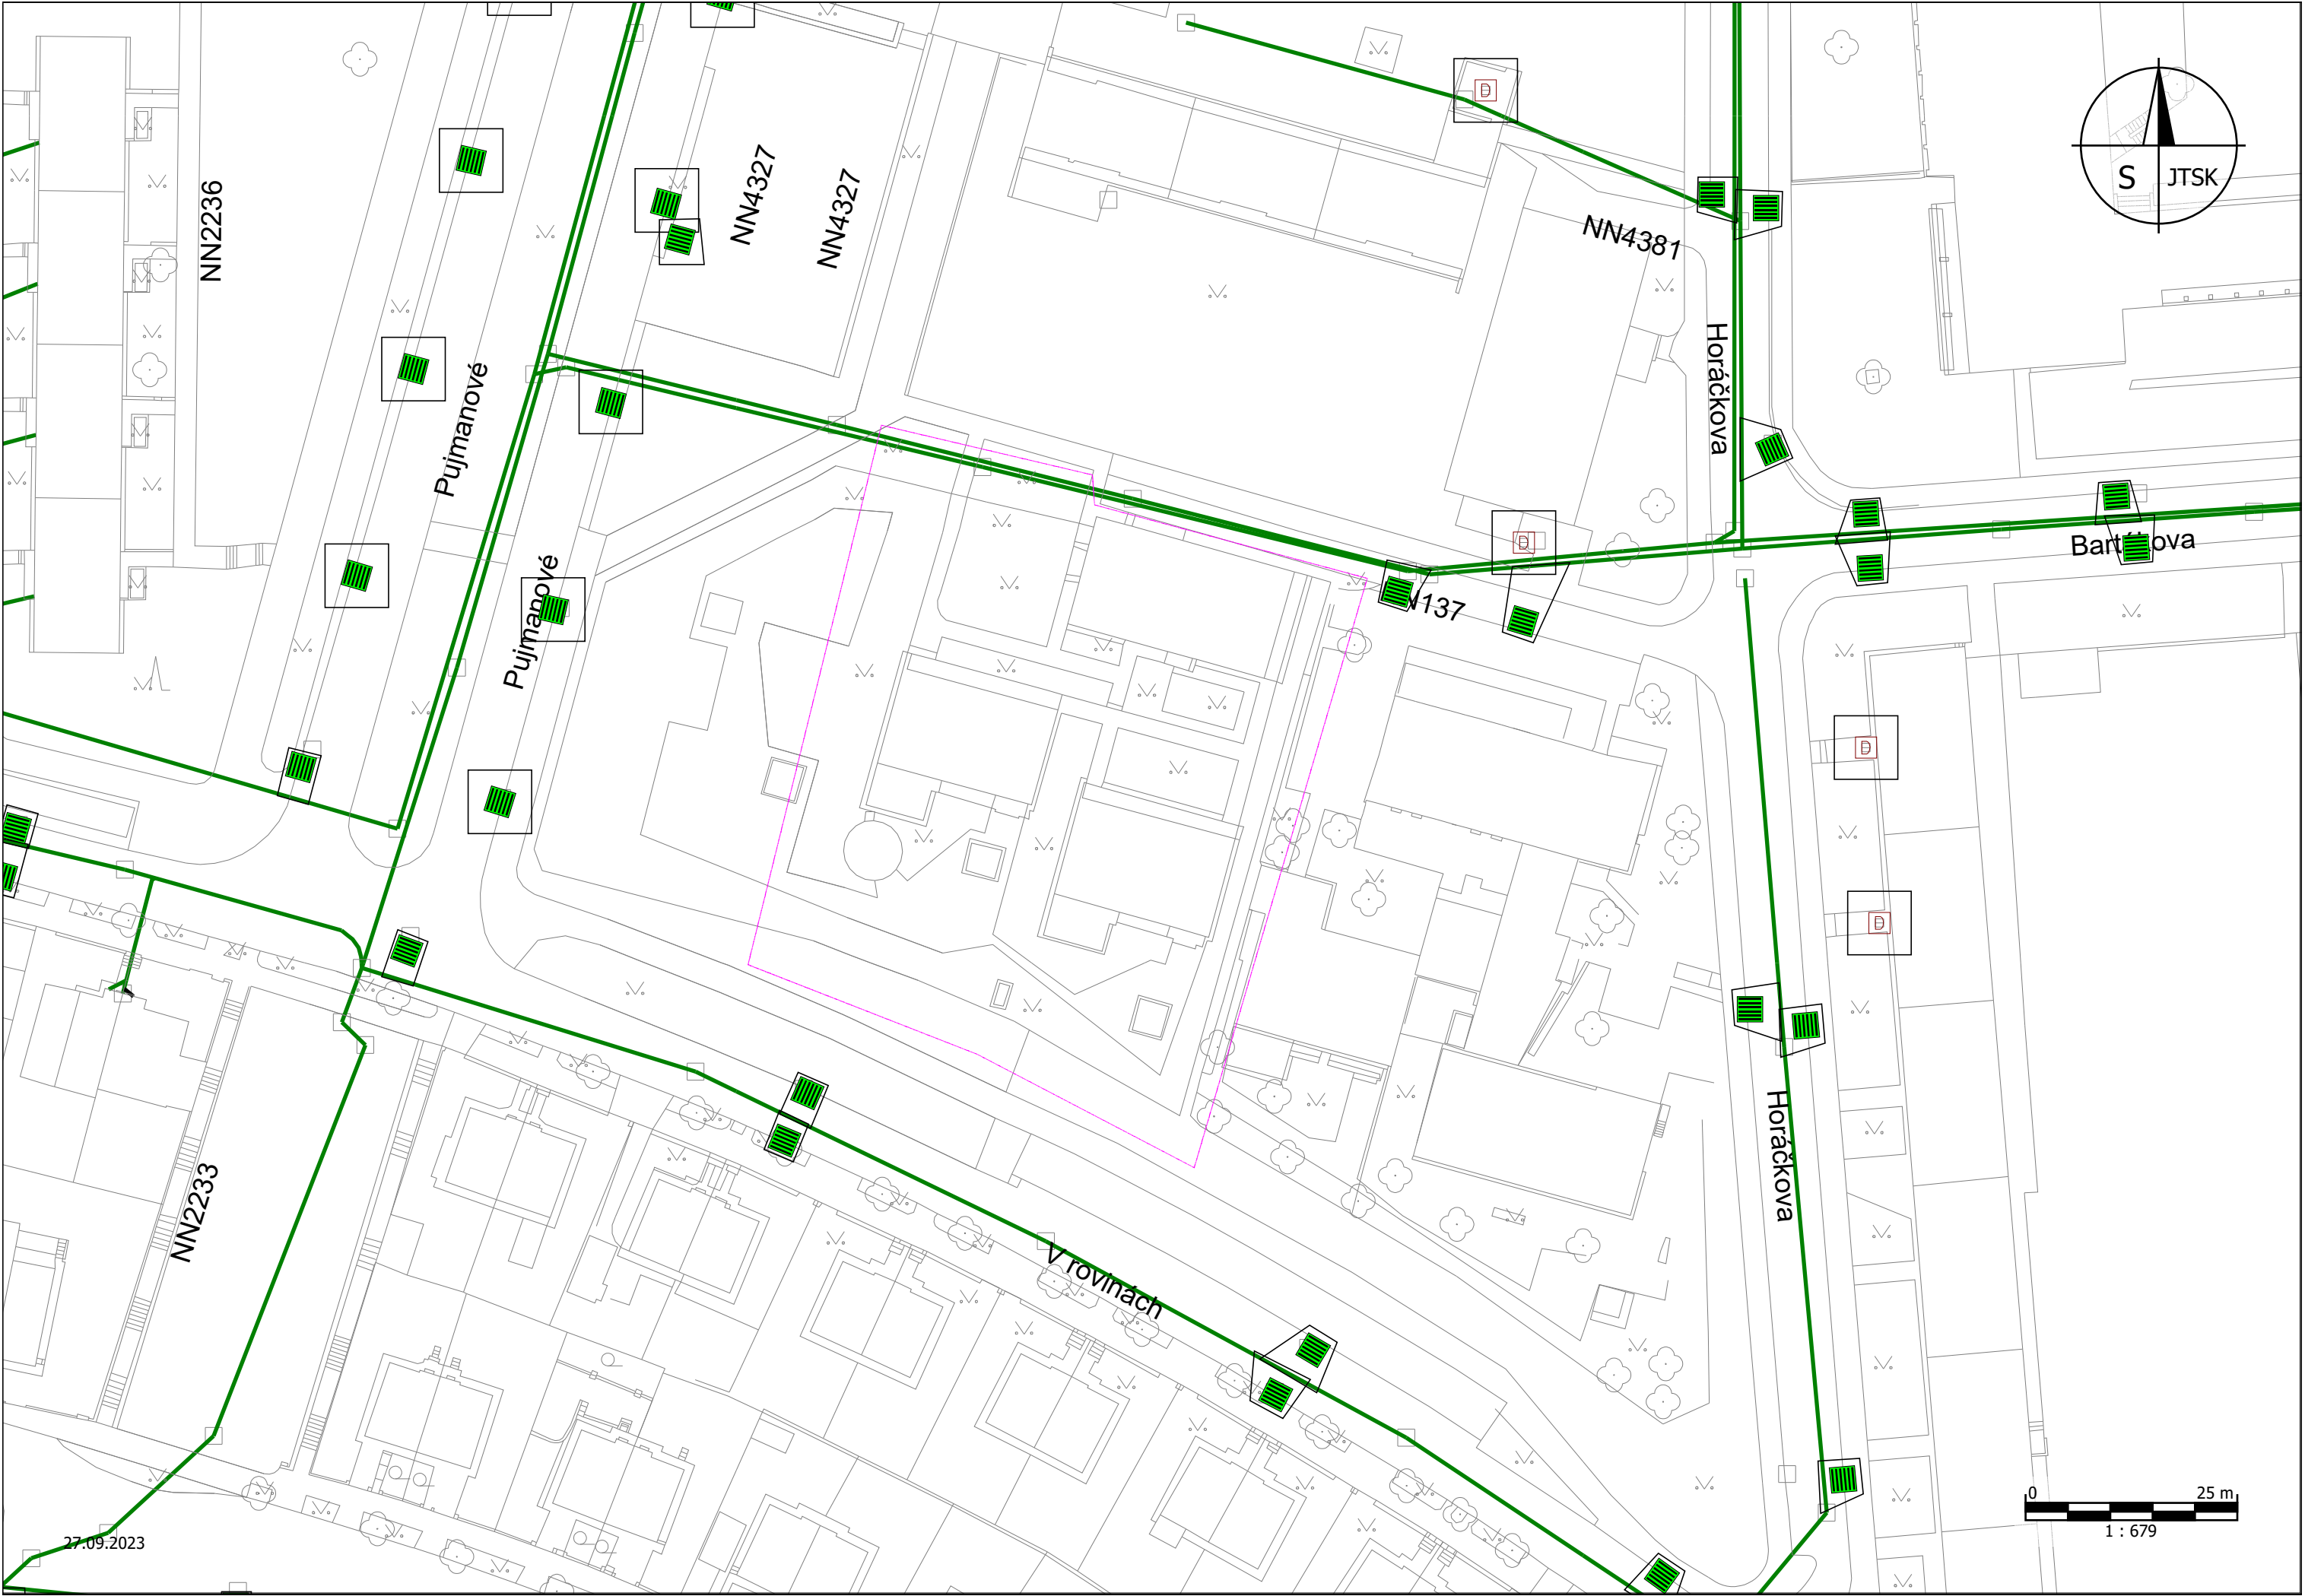 NN2236
NN4327
NN4327
NN4381
S JTSK
D
Horáčkova
Pujmanové
D
Pujmanové
Bartákova
D
D
Horáčkova
NN2233
V rovinách
0 25 m
1 : 679
27.09.2023